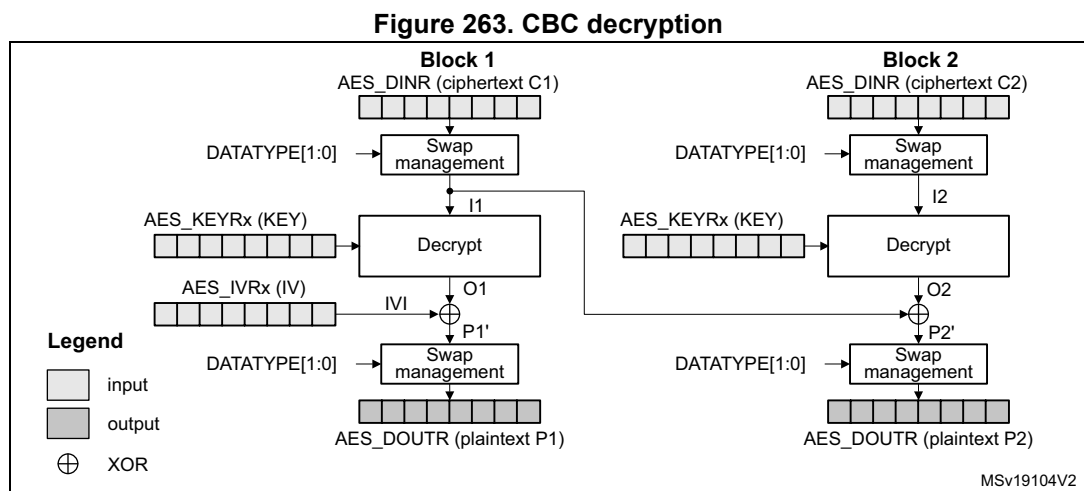 Figure 263. CBC decryption
Block 1
AES_DINR (ciphertext C1)
DATATYPE[1:0]
Swap
management
I1
AES_KEYRx (KEY)
Decrypt
O1
AES_IVRx (IV)
IVI
P1'
DATATYPE[1:0]
Swap
management
AES_DOUTR (plaintext P1)
Block 2
AES_DINR (ciphertext C2)
DATATYPE[1:0]
Swap
management
I2
AES_KEYRx (KEY)
Decrypt
O2
P2'
DATATYPE[1:0]
Swap
management
AES_DOUTR (plaintext P2)
Legend
input
output
XOR
MSv19104V2